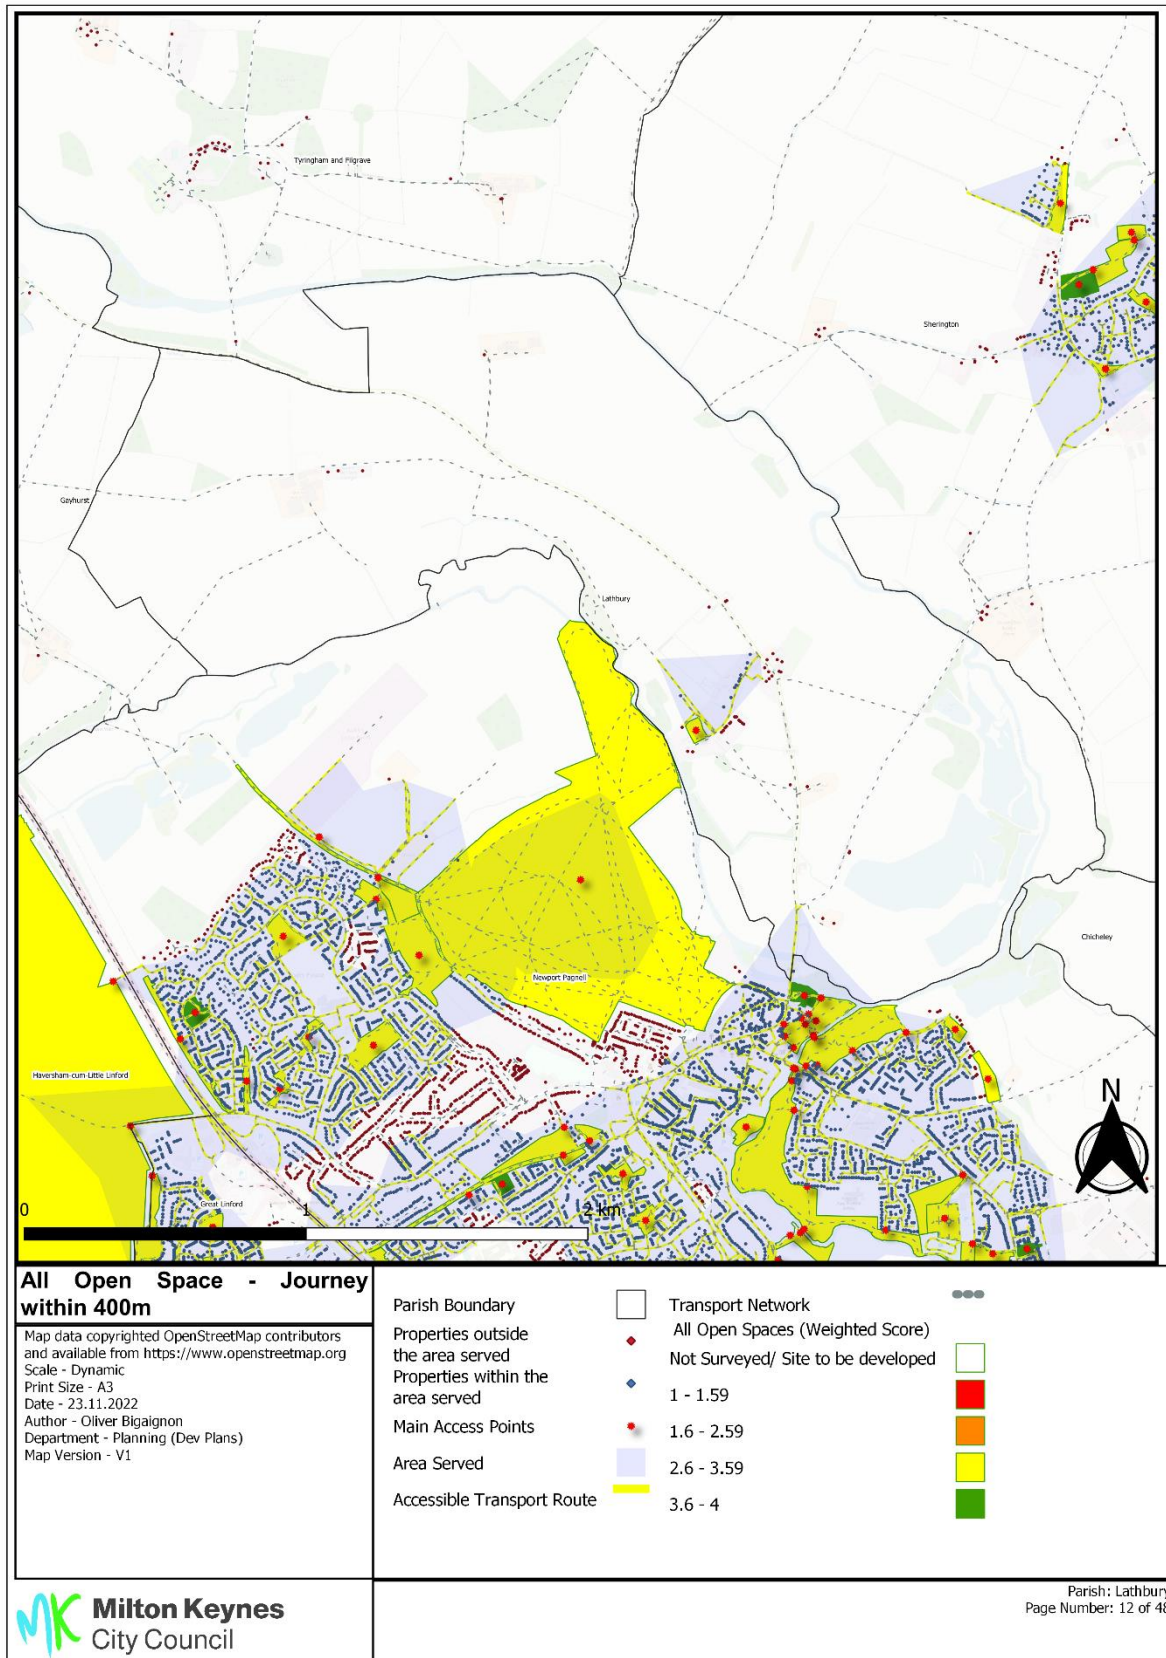 Tyringham and Filgrave
Sherington
Gayhurst
Lathbury
Chicheley
Newport Pagnell
Haversham-cum-Little Linford
N
Great Linford
0
1
2 km
All Open Space - Journey
within 400m
Map data copyrighted OpenStreetMap contributors
and available from https://www.openstreetmap.org
Scale - Dynamic
Print Size - A3
Date - 23.11.2022
Author - Oliver Bigaignon
Department - Planning (Dev Plans)
Map Version - V1
Parish Boundary
Properties outside
the area served
Properties within the
area served
Main Access Points
Area Served
Accessible Transport Route
Transport Network
All Open Spaces (Weighted Score)
Not Surveyed/ Site to be developed
1 - 1.59
1.6 - 2.59
2.6 - 3.59
3.6 - 4
MK Milton Keynes
City Council
Parish: Lathbury
Page Number: 12 of 48